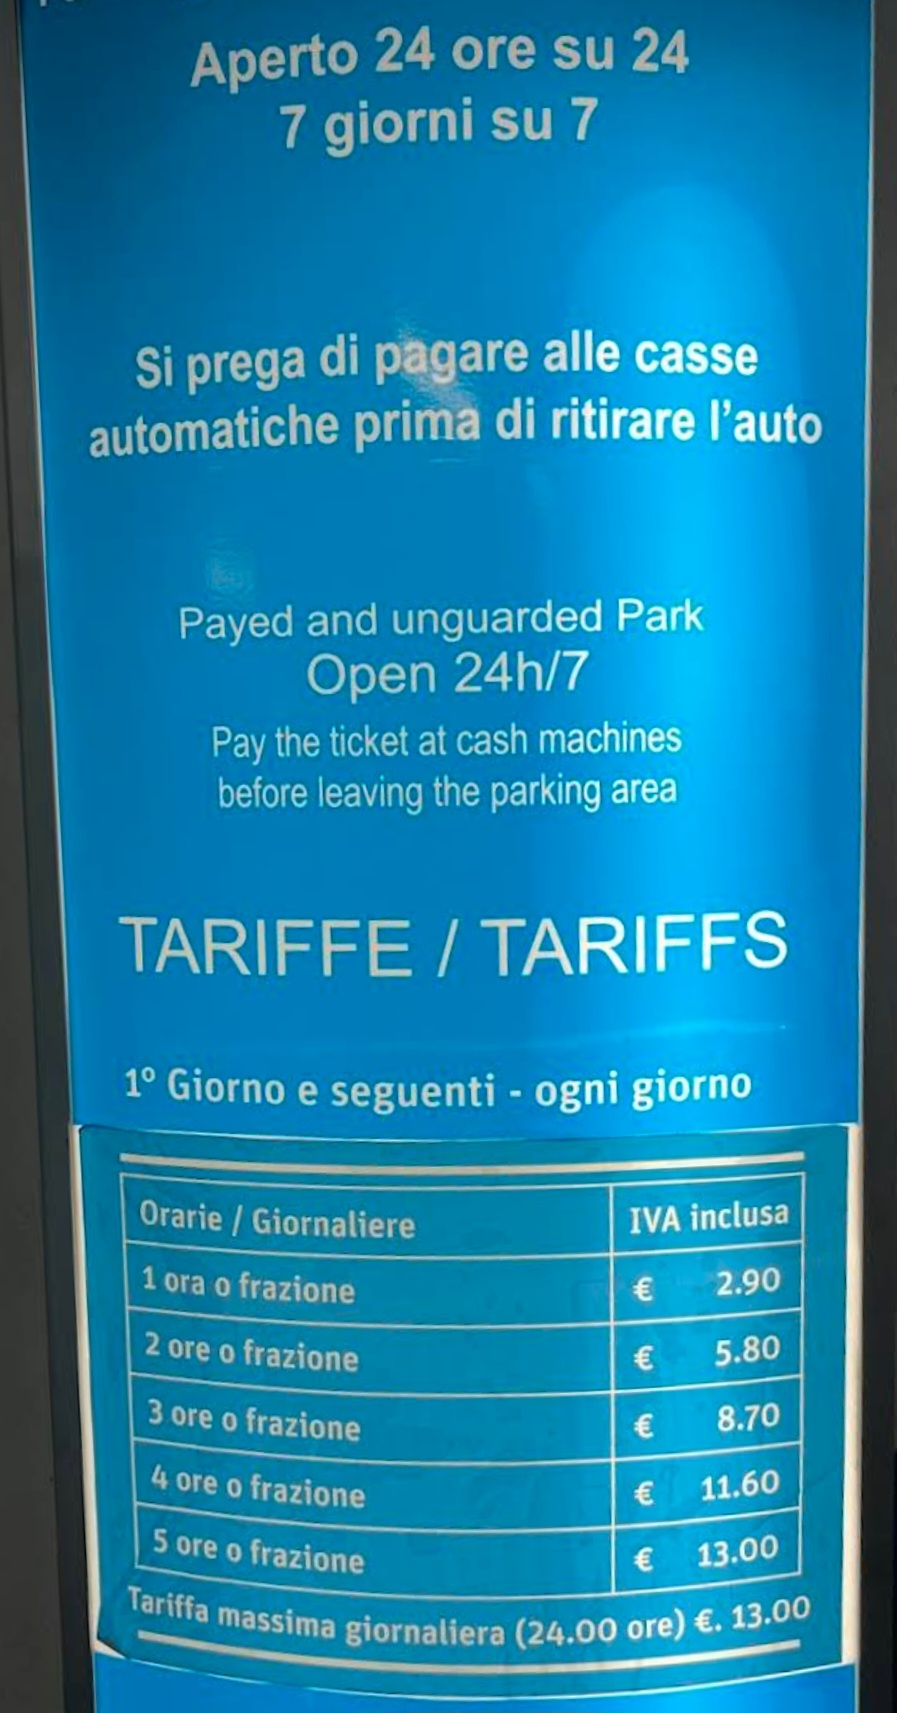 Aperto 24 ore su 24
7 giorni su 7
Si prega di pagare alle casse
automatiche prima di ritirare l'auto
Payed and unguarded Park
Open 24h/7
Pay the ticket at cash machines
before leaving the parking area
TARIFFE / TARIFFS
1º Giorno e seguenti - ogni giorno
Orarie / Giornaliere IVA inclusa
1 ora o frazione € 2.90
2 ore o frazione € 5.80
3 ore o frazione € 8.70
4 ore o frazione € 11.60
5 ore o frazione € 13.00
Tariffa massima giornaliera (24.00 ore) €. 13.00